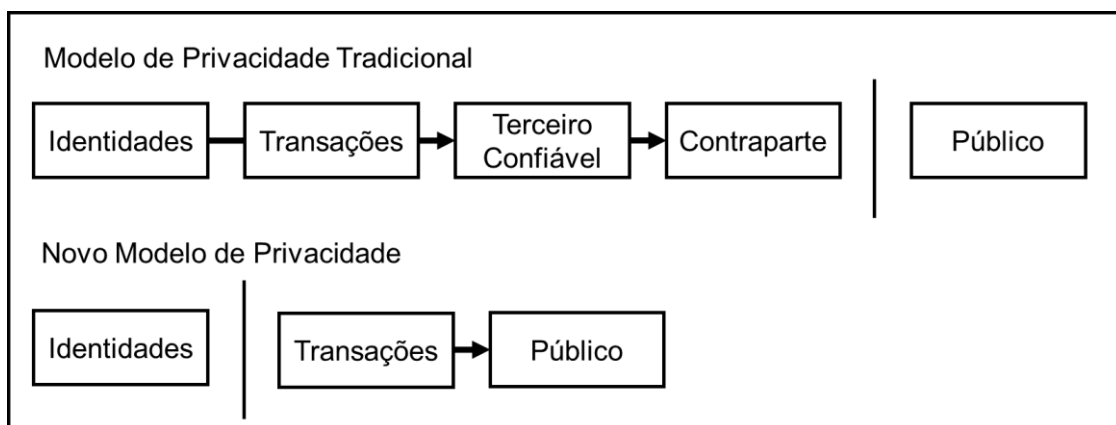 Modelo de Privacidade Tradicional
Identidades
Transações
Terceiro
Confiável
Contraparte
Público
Novo Modelo de Privacidade
Identidades
Transações
Público